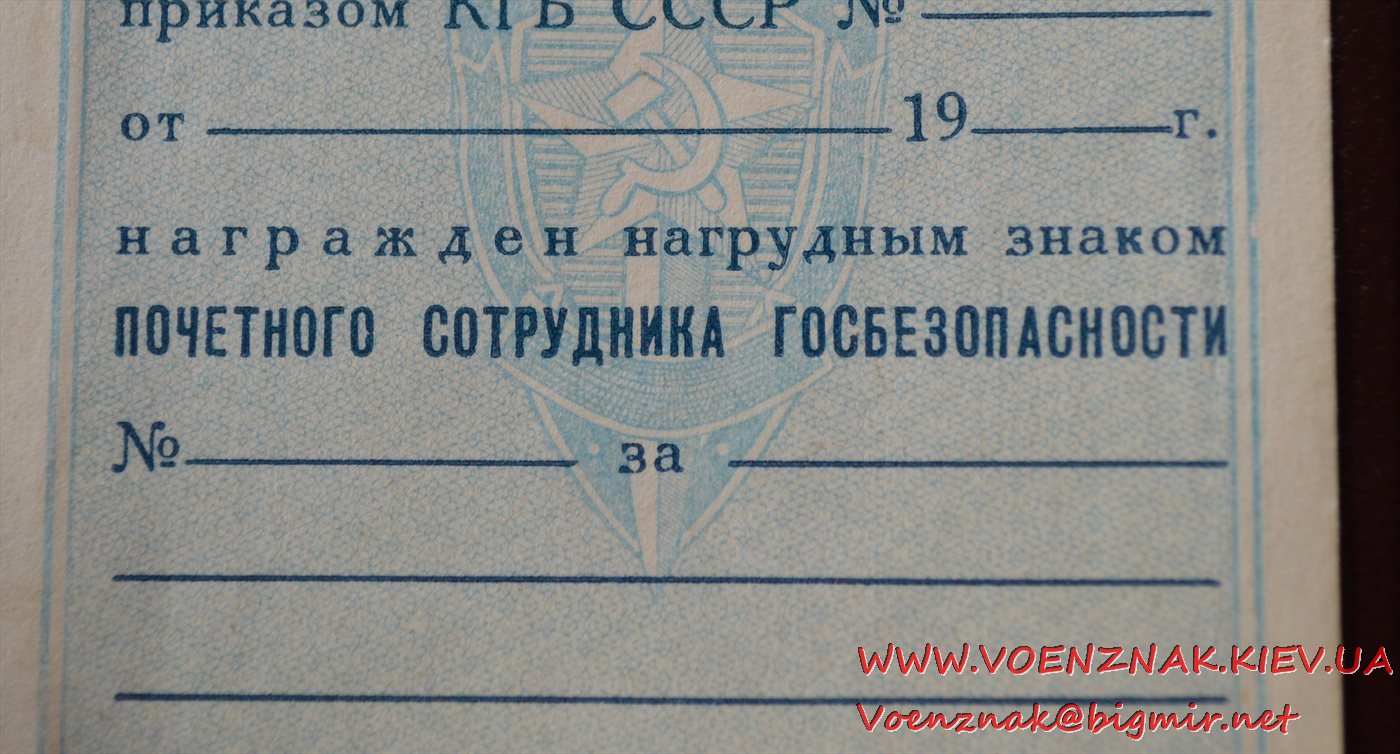 приказом КГБ СССР №
от 19 г.
награжден нагрудным знаком
ПОЧЕТНОГО СОТРУДНИКА ГОСБЕЗОПАСНОСТИ
№ за
WWW.VOENZNAK.KIEV.UA
Voenznak@bigmir.net